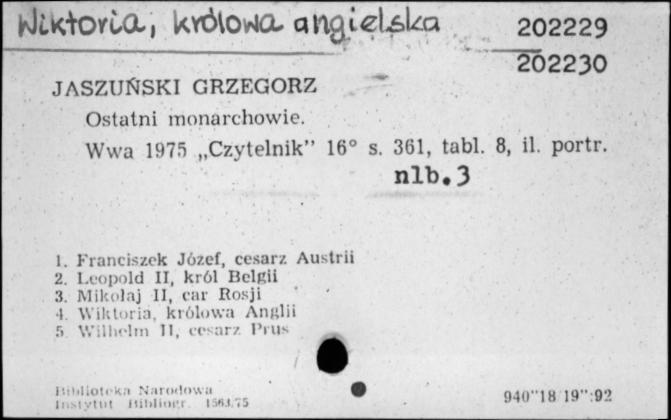 Wiktoria, królowa angielska 202229
202230
JASZUŃSKI GRZEGORZ
Ostatni monarchowie.
Wwa 1975 „Czytelnik” 16° s. 361, tabl. 8, il. portr.
nlb.3
1. Franciszek Józef, cesarz Austrii
2. Leopold II, król Belgii
3. Mikołaj II, car Rosji
4. Wiktoria, królowa Anglii
5. Wilhelm II, cesarz Prus
Biblioteka Narodowa
Instytut Bibliogr. 1563/75
940"18/19":92